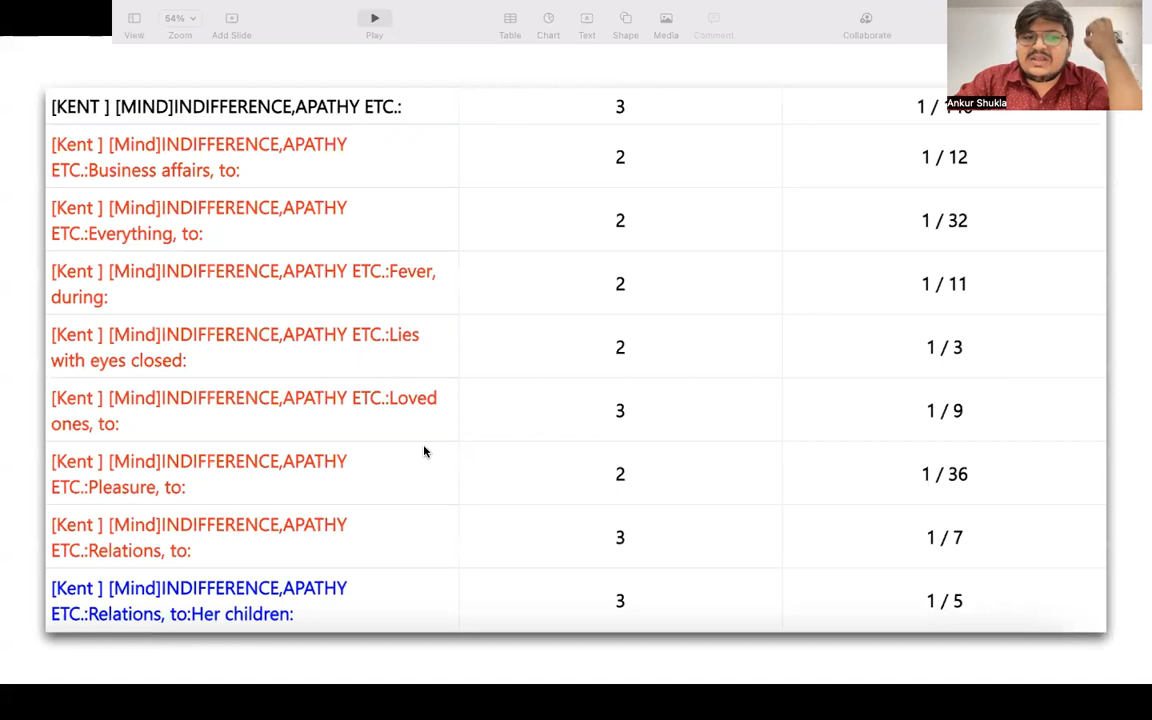 54%
View
Zoom
Add Slide
Play
Table
Chart
Text
Shape
Media
Comment
Collaborate
Ankur Shukla
[KENT ] [MIND]INDIFFERENCE,APATHY ETC.: 3 1 /
[Kent ] [Mind]INDIFFERENCE,APATHY
ETC.:Business affairs, to: 2 1 / 12
[Kent ] [Mind]INDIFFERENCE,APATHY
ETC.:Everything, to: 2 1 / 32
[Kent ] [Mind]INDIFFERENCE,APATHY ETC.:Fever,
during: 2 1 / 11
[Kent ] [Mind]INDIFFERENCE,APATHY ETC.:Lies
with eyes closed: 2 1 / 3
[Kent ] [Mind]INDIFFERENCE,APATHY ETC.:Loved
ones, to: 3 1 / 9
[Kent ] [Mind]INDIFFERENCE,APATHY
ETC.:Pleasure, to: 2 1 / 36
[Kent ] [Mind]INDIFFERENCE,APATHY
ETC.:Relations, to: 3 1 / 7
[Kent ] [Mind]INDIFFERENCE,APATHY
ETC.:Relations, to:Her children: 3 1 / 5